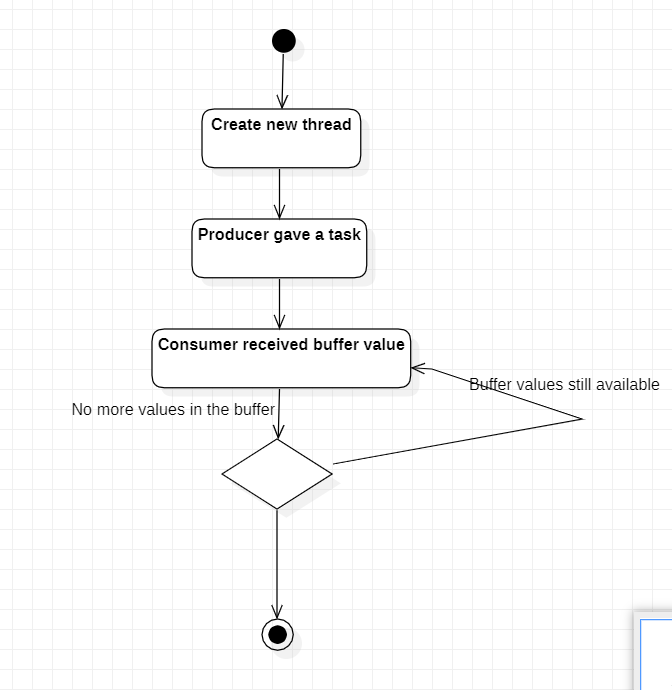 Create new thread
Producer gave a task
Consumer received buffer value
Buffer values still available
No more values in the buffer